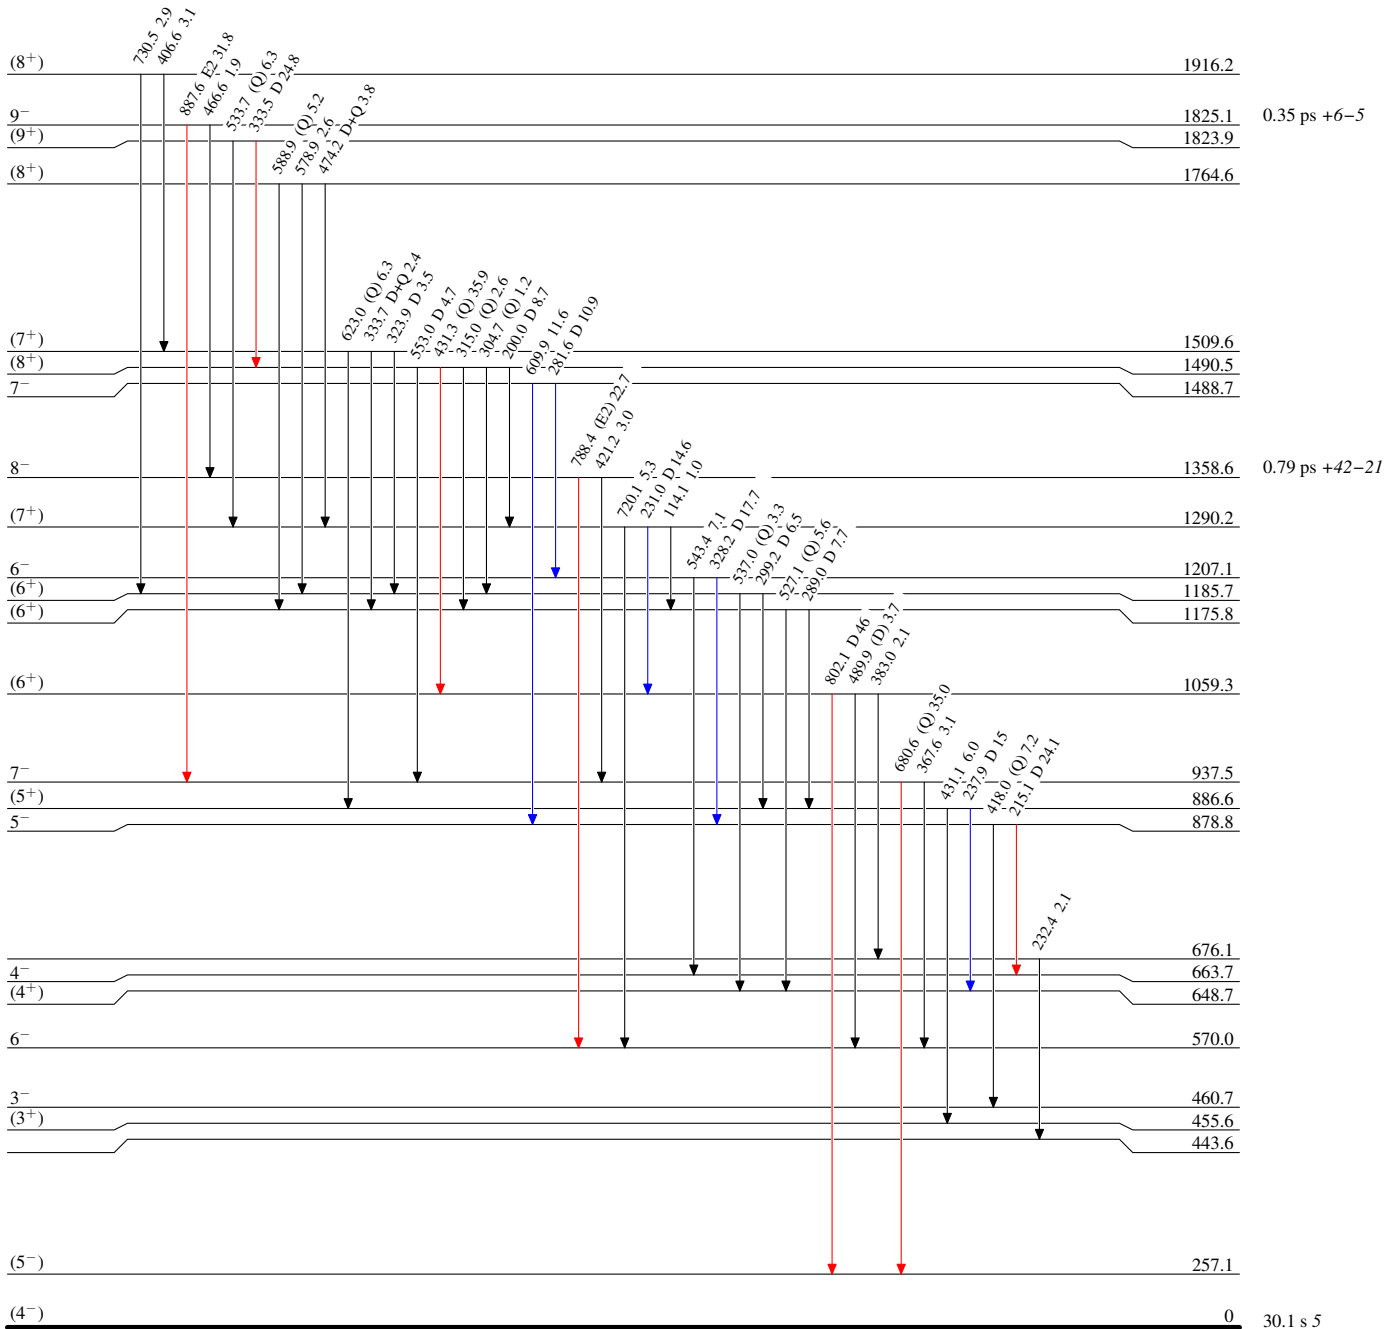 730.5 2.9
406.6 3.1
887.6 E2 31.8
466.6 1.9
533.7 (Q) 6.3
333.5 D 24.8
588.9 (Q) 5.2
578.9 2.6
474.2 D+Q 3.8
623.0 (Q) 6.3
333.7 D+Q 2.4
323.9 D 3.5
553.0 D 4.7
431.3 (Q) 35.9
315.0 (Q) 2.6
304.7 (Q) 1.2
200.0 D 8.7
609.9 11.6
281.6 D 10.9
788.4 (E2) 22.7
421.2 3.0
720.1 5.3
231.0 D 14.6
114.1 1.0
543.4 7.1
328.2 D 17.7
537.0 (Q) 3.3
299.2 D 6.5
527.1 (Q) 5.6
289.0 D 7.7
802.1 D 46
489.9 (D) 3.7
383.0 2.1
680.6 (Q) 35.0
367.6 3.1
431.1 6.0
237.9 D 15
418.0 (Q) 7.2
215.1 D 24.1
232.4 2.1
(8⁺) 1916.2
9⁻ 1825.1 0.35 ps +6−5
(9⁺) 1823.9
(8⁺) 1764.6
(7⁺) 1509.6
(8⁺) 1490.5
7⁻ 1488.7
8⁻ 1358.6 0.79 ps +42−21
(7⁺) 1290.2
6⁻ 1207.1
(6⁺) 1185.7
(6⁺) 1175.8
(6⁺) 1059.3
7⁻ 937.5
(5⁺) 886.6
5⁻ 878.8
676.1
4⁻ 663.7
(4⁺) 648.7
6⁻ 570.0
3⁻ 460.7
(3⁺) 455.6
443.6
(5⁻) 257.1
(4⁻) 0 30.1 s 5